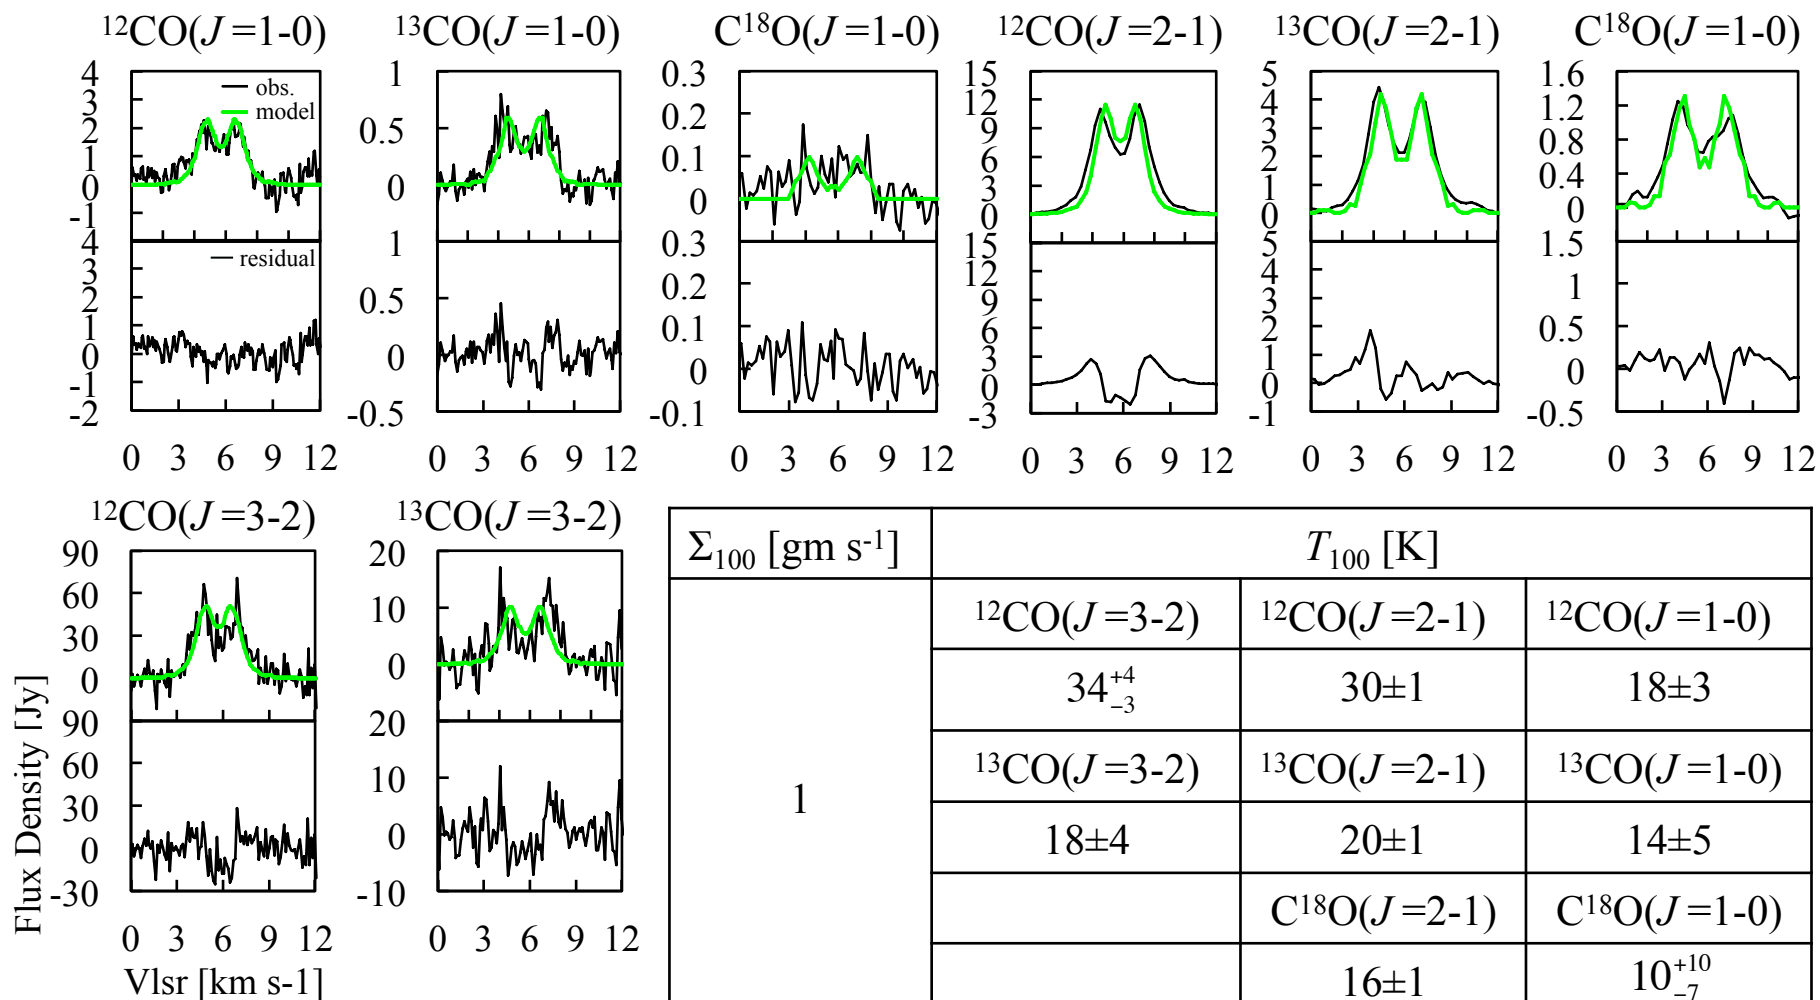 ¹²CO(J=1-0) ¹³CO(J=1-0) C¹⁸O(J=1-0) ¹²CO(J=2-1) ¹³CO(J=2-1) C¹⁸O(J=1-0)
4 3 2 1 0 -1
obs.
model
1 0.5 0
0.3 0.2 0.1 0
15 12 9 6 3 0
5 4 3 2 1 0
1.6 1.2 0.8 0.4 0
4 3 2 1 0 -1 -2
residual
1 0.5 0 -0.5
0.3 0.2 0.1 0 -0.1
15 12 9 6 3 0 -3
5 4 3 2 1 0 -1
1.5 1 0.5 0 -0.5
0 3 6 9 12 0 3 6 9 12 0 3 6 9 12 0 3 6 9 12 0 3 6 9 12 0 3 6 9 12
¹²CO(J=3-2) ¹³CO(J=3-2)
90 60 30 0
20 10 0
90 60 30 0 -30
20 10 0 -10
0 3 6 9 12 0 3 6 9 12
Flux Density [Jy]
Vlsr [km s-1]
Σ₁₀₀ [gm s⁻¹] T₁₀₀ [K]
1
¹²CO(J=3-2) ¹²CO(J=2-1) ¹²CO(J=1-0)
34⁺⁴₋₃ 30±1 18±3
¹³CO(J=3-2) ¹³CO(J=2-1) ¹³CO(J=1-0)
18±4 20±1 14±5
C¹⁸O(J=2-1) C¹⁸O(J=1-0)
16±1 10⁺¹⁰₋₇